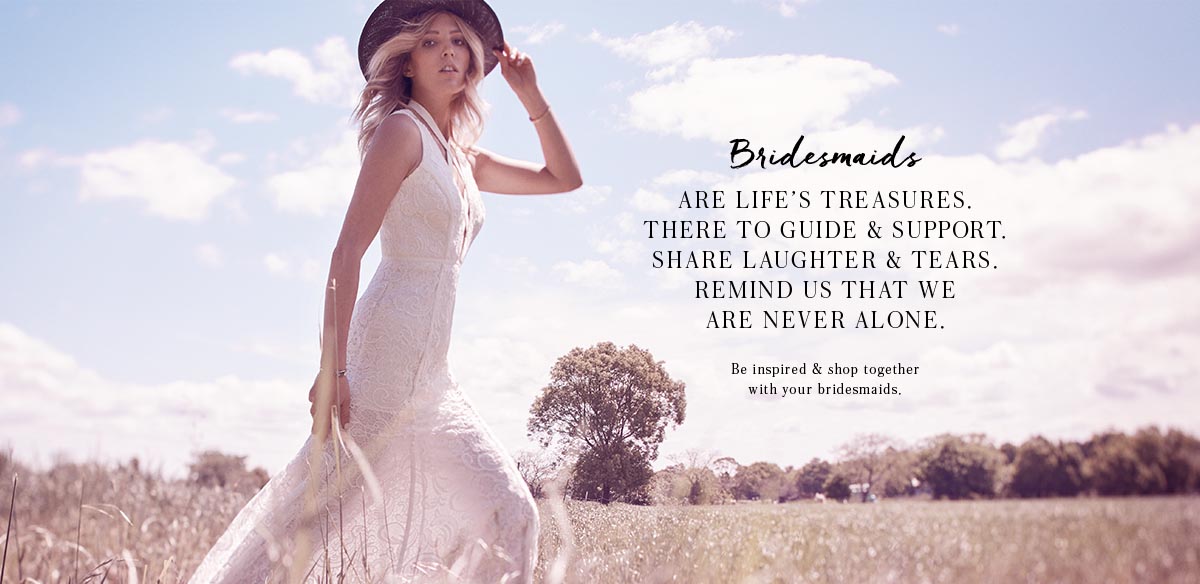 Bridesmaids
ARE LIFE'S TREASURES.
THERE TO GUIDE & SUPPORT.
SHARE LAUGHTER & TEARS.
REMIND US THAT WE
ARE NEVER ALONE.
Be inspired & shop together
with your bridesmaids.